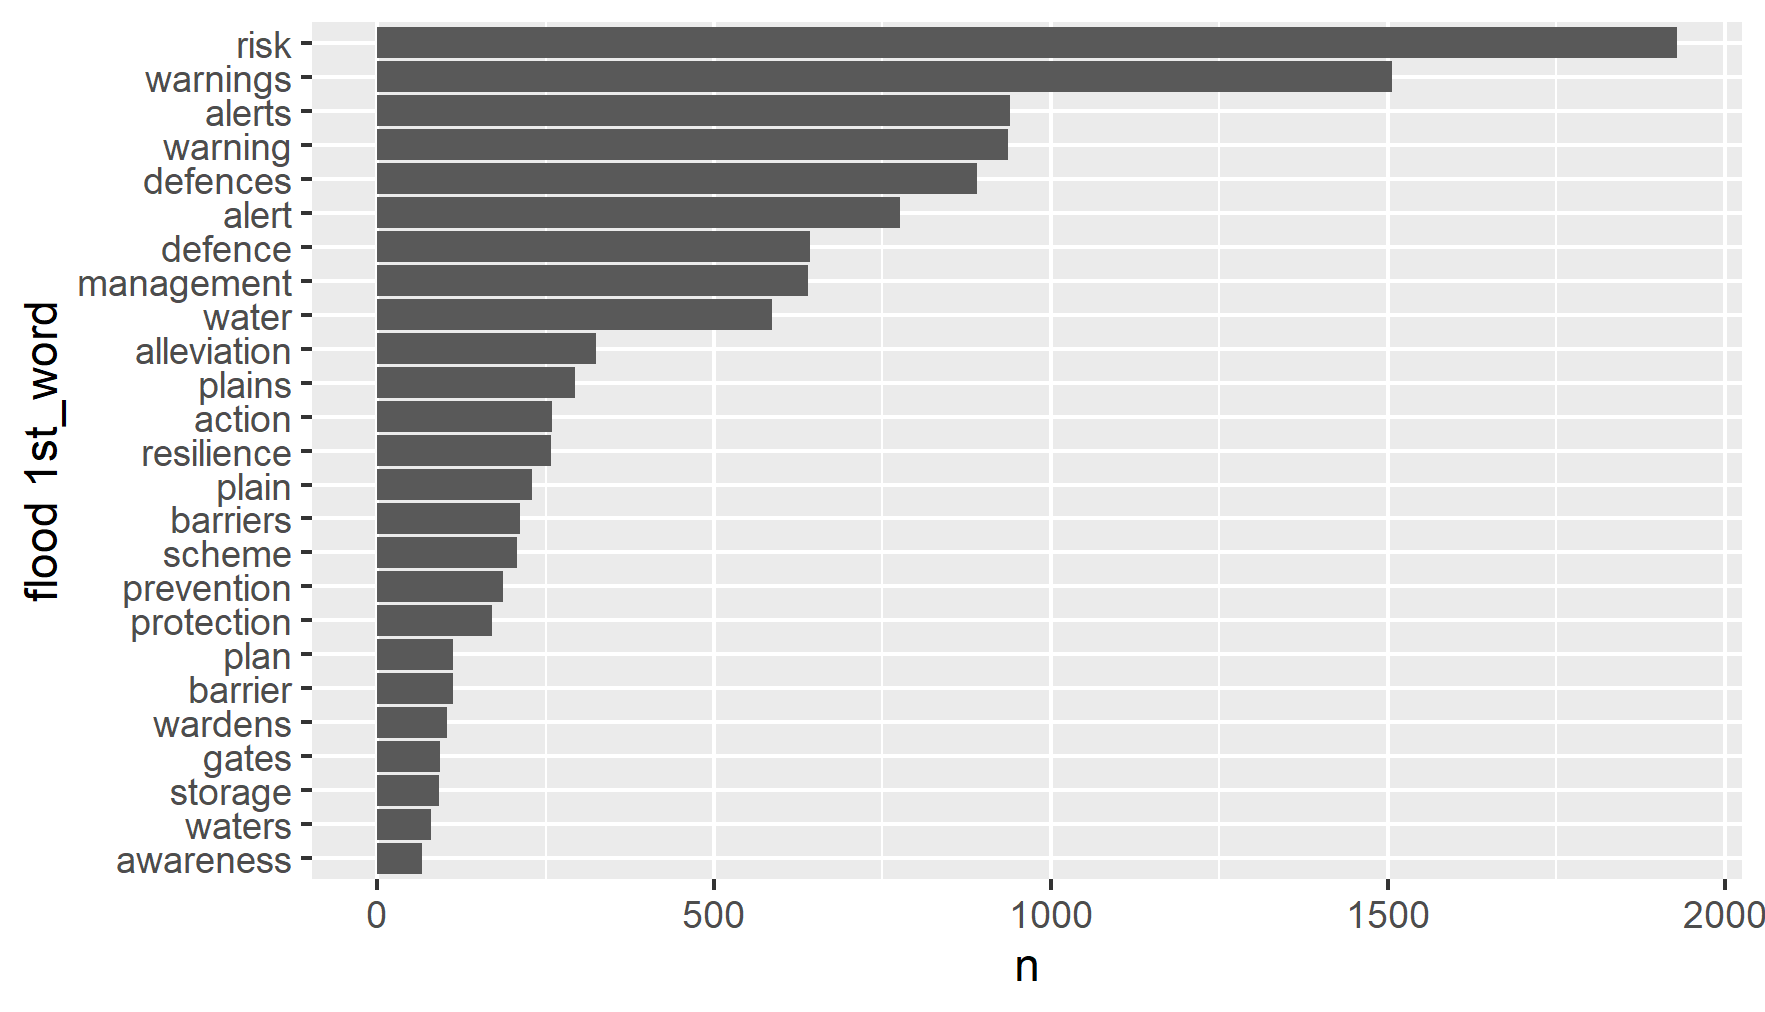 risk
warnings
alerts
warning
defences
alert
defence
management
water
alleviation
plains
action
resilience
plain
barriers
scheme
prevention
protection
plan
barrier
wardens
gates
storage
waters
awareness
flood 1st_word
0 500 1000 1500 2000
n